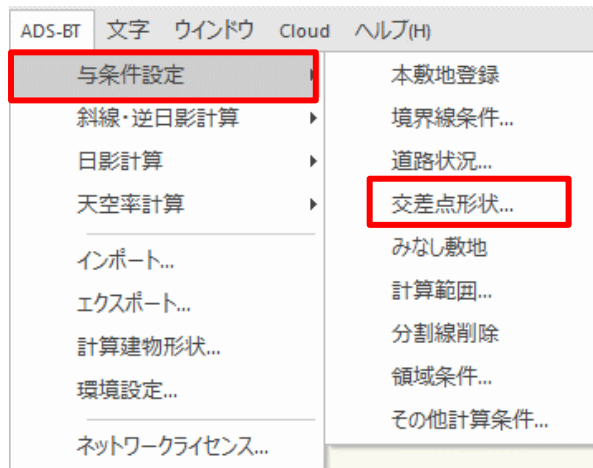 ADS-BT 文字 ウインドウ Cloud ヘルプ(H)
与条件設定
斜線・逆日影計算
日影計算
天空率計算
インポート...
エクスポート...
計算建物形状...
環境設定...
ネットワークライセンス...
本敷地登録
境界線条件...
道路状況...
交差点形状...
みなし敷地
計算範囲...
分割線削除
領域条件...
その他計算条件...